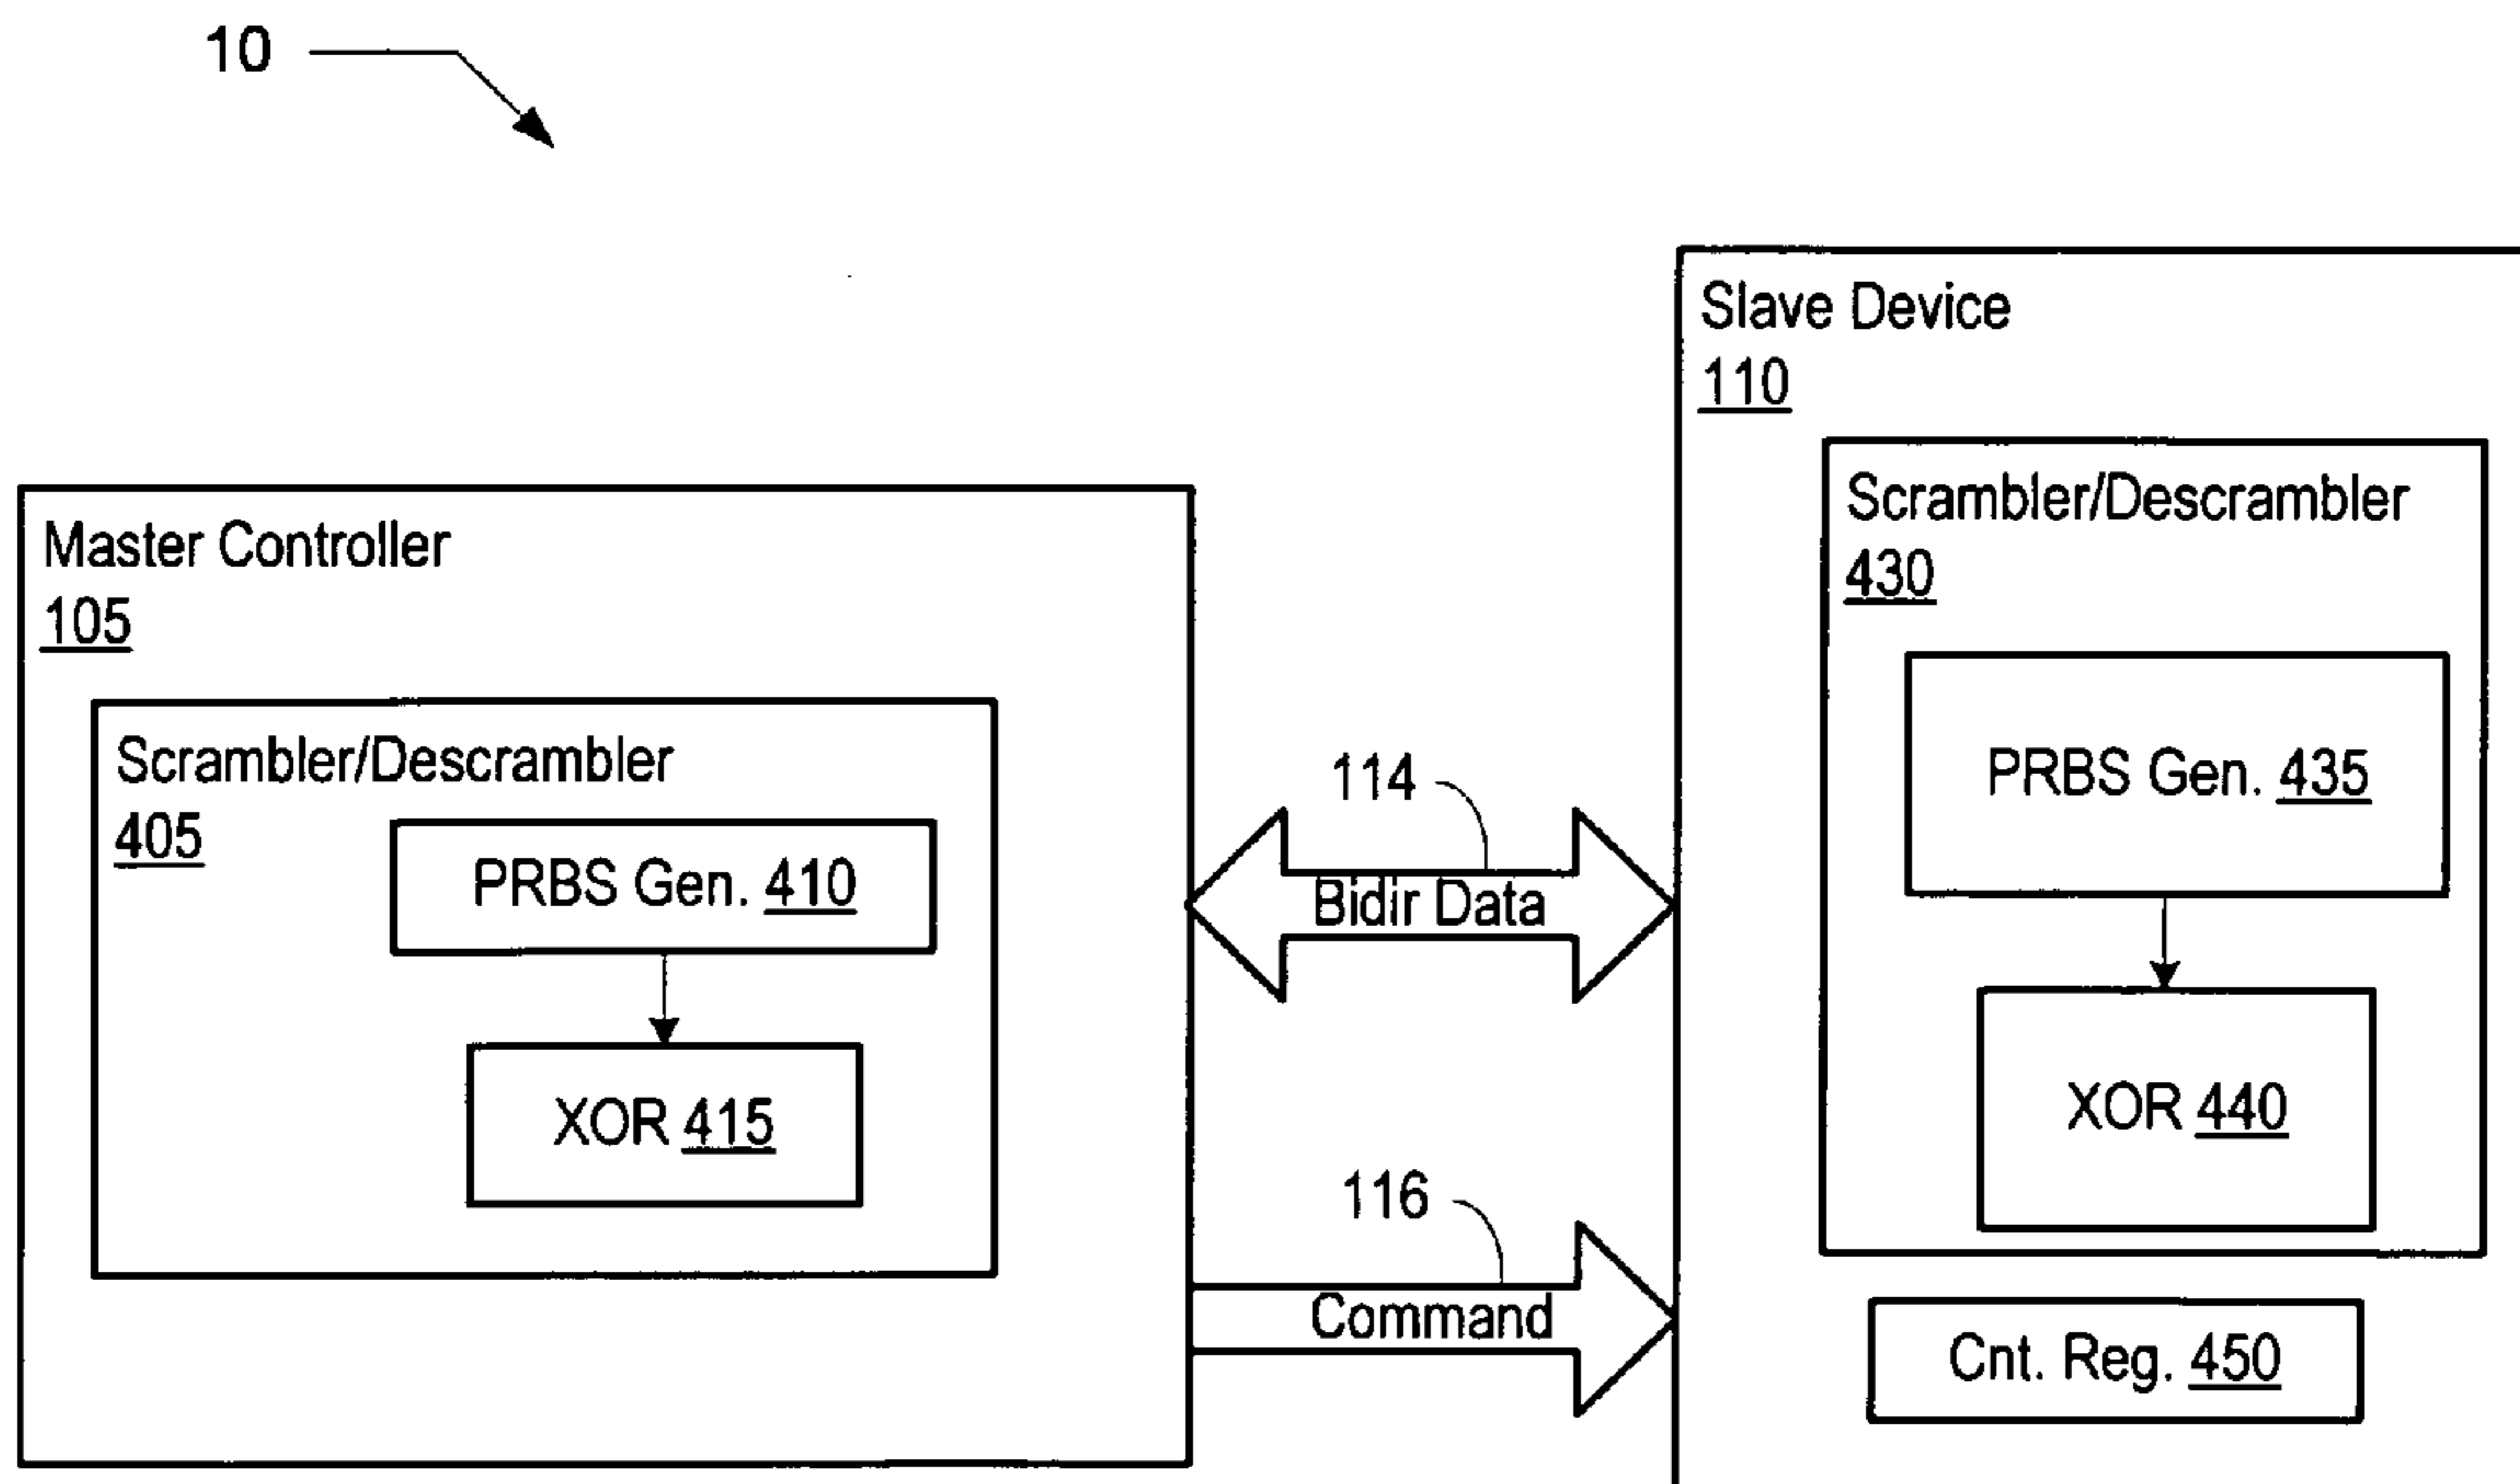 10
Slave Device
110
Scrambler/Descrambler
430
PRBS Gen. 435
XOR 440
Cnt. Reg. 450
Master Controller
105
Scrambler/Descrambler
405
PRBS Gen. 410
XOR 415
114
Bidir Data
116
Command